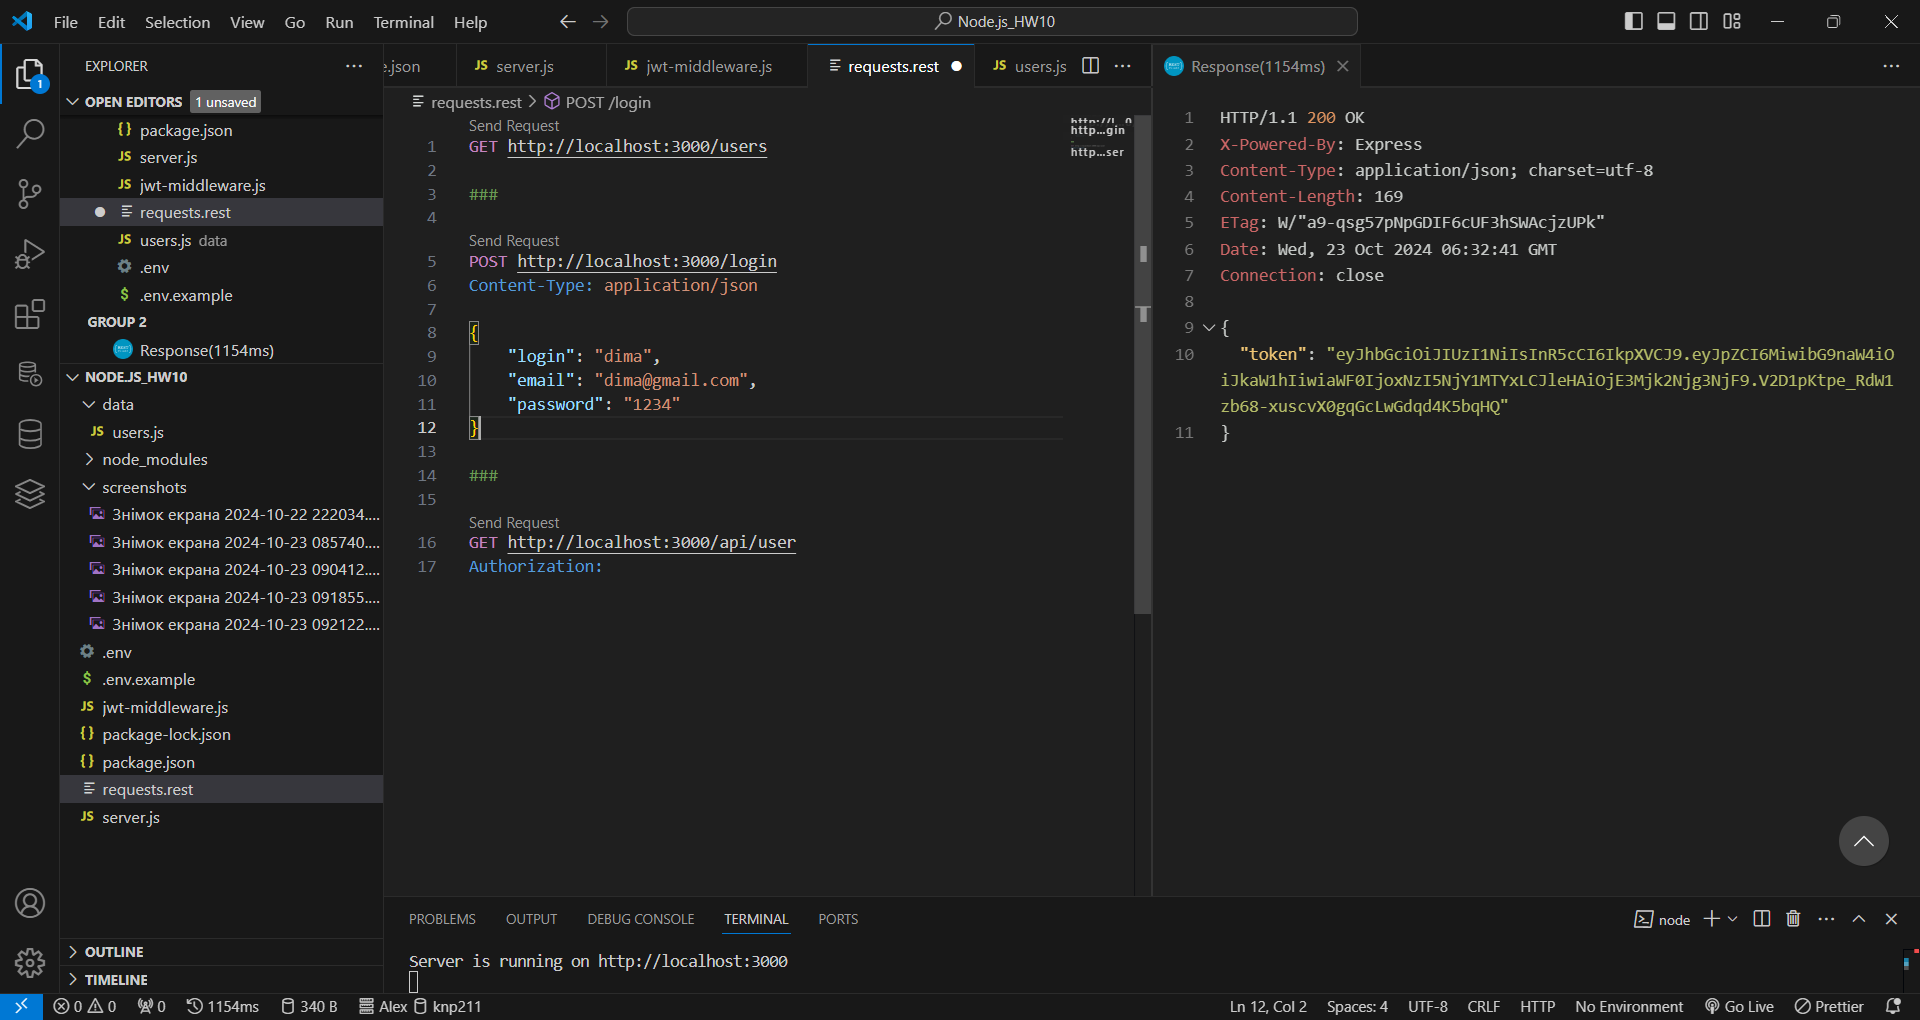 File Edit Selection View Go Run Terminal Help
Node.js_HW10
EXPLORER
OPEN EDITORS 1 unsaved
package.json
server.js
jwt-middleware.js
requests.rest
users.js data
.env
.env.example
GROUP 2
Response(1154ms)
NODE.JS_HW10
data
users.js
node_modules
screenshots
Знімок екрана 2024-10-22 222034....
Знімок екрана 2024-10-23 085740....
Знімок екрана 2024-10-23 090412....
Знімок екрана 2024-10-23 091855....
Знімок екрана 2024-10-23 092122....
.env
.env.example
jwt-middleware.js
package-lock.json
package.json
requests.rest
server.js
OUTLINE
TIMELINE
.json server.js jwt-middleware.js requests.rest users.js
requests.rest > POST /login
Send Request
1 GET http://localhost:3000/users
2
3 ###
4
Send Request
5 POST http://localhost:3000/login
6 Content-Type: application/json
7
8 {
9 "login": "dima",
10 "email": "dima@gmail.com",
11 "password": "1234"
12 }
13
14 ###
15
Send Request
16 GET http://localhost:3000/api/user
17 Authorization:
http...gin
http...ser
Response(1154ms)
1 HTTP/1.1 200 OK
2 X-Powered-By: Express
3 Content-Type: application/json; charset=utf-8
4 Content-Length: 169
5 ETag: W/"a9-qsg57pNpGDIF6cUF3hSWAcjzUPk"
6 Date: Wed, 23 Oct 2024 06:32:41 GMT
7 Connection: close
8
9 {
10 "token": "eyJhbGciOiJIUzI1NiIsInR5cCI6IkpXVCJ9.eyJpZCI6MiwibG9naW4iO
iJkaW1hIiwiaWF0IjoxNzI5NjY1MTYxLCJleHAiOjE3Mjk2Njg3NjF9.V2D1pKtpe_RdW1
zb68-xuscvX0gqGcLwGdqd4K5bqHQ"
11 }
PROBLEMS OUTPUT DEBUG CONSOLE TERMINAL PORTS
node
Server is running on http://localhost:3000
0 0 0 1154ms 340 B Alex knp211
Ln 12, Col 2 Spaces: 4 UTF-8 CRLF HTTP No Environment Go Live Prettier